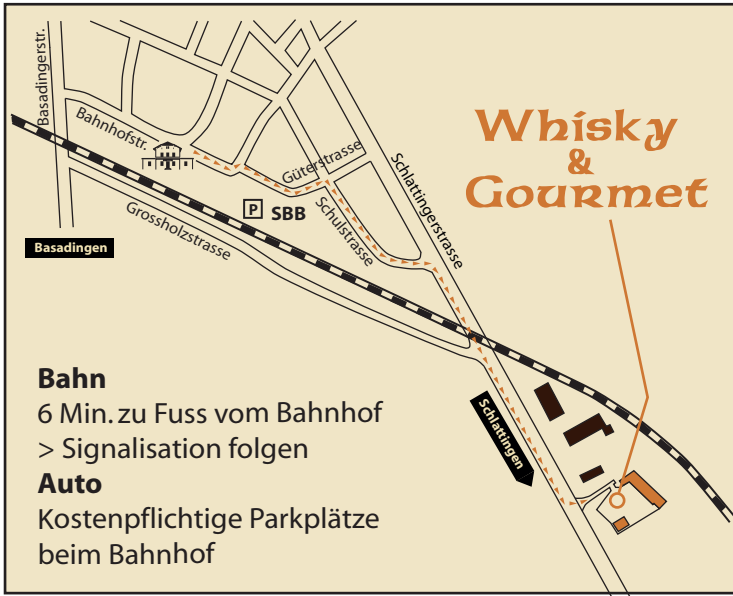 Basadingerstr.
Bahnhofstr.
Güterstrasse
Schlattingerstrasse
Whisky
&
Gourmet
P SBB
Schulstrasse
Grossholzstrasse
Basadingen
Schlattingen
Bahn
6 Min. zu Fuss vom Bahnhof
> Signalisation folgen
Auto
Kostenpflichtige Parkplätze
beim Bahnhof